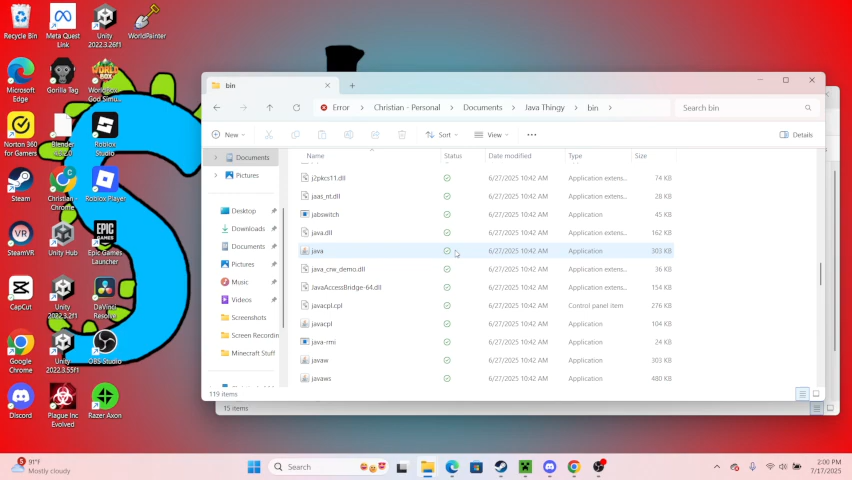 Recycle Bin
Meta Quest Link
Unity 2022.3.26f1
WorldPainter
Microsoft Edge
Gorilla Tag
WorldBox - God Simu...
Norton 360 for Gamers
Roblox Studio
Steam
Christian - Chrome
Roblox Player
SteamVR
Unity Hub
Epic Games Launcher
CapCut
Unity 2022.3.2f1
DaVinci Resolve
Google Chrome
Unity 2022.3.55f1
OBS Studio
Discord
Plague Inc Evolved
Razer Axon
bin
Error > Christian - Personal > Documents > Java Thingy > bin >
Search bin
New
Sort
View
Details
Documents
Pictures
Desktop
Downloads
Documents
Pictures
Music
Videos
Screenshots
Screen Recordin
Minecraft Stuff
Name Status Date modified Type Size
j2pkcs11.dll 6/27/2025 10:42 AM Application extens... 74 KB
jaas_nt.dll 6/27/2025 10:42 AM Application extens... 28 KB
jabswitch 6/27/2025 10:42 AM Application 45 KB
java.dll 6/27/2025 10:42 AM Application extens... 162 KB
java 6/27/2025 10:42 AM Application 303 KB
java_crw_demo.dll 6/27/2025 10:42 AM Application extens... 36 KB
JavaAccessBridge-64.dll 6/27/2025 10:42 AM Application extens... 154 KB
javacpl.cpl 6/27/2025 10:42 AM Control panel item 276 KB
javacpl 6/27/2025 10:42 AM Application 104 KB
java-rmi 6/27/2025 10:42 AM Application 24 KB
javaw 6/27/2025 10:42 AM Application 303 KB
javaws 6/27/2025 10:42 AM Application 480 KB
119 items
15 items
5
91°F
Mostly cloudy
Search
2:00 PM
7/17/2025